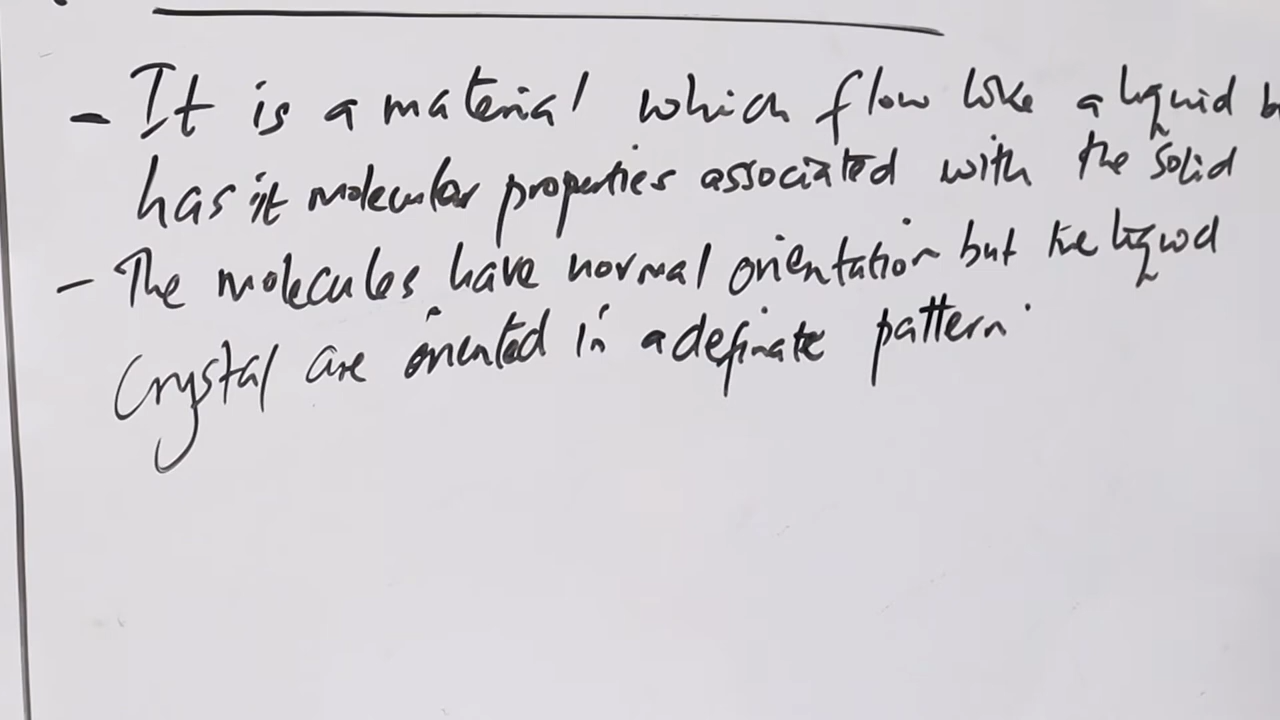 - It is a material which flow like a liquid b
has it molecular properties associated with the solid
- The molecules have normal orientation but the liquid
crystal are oriented in a definate pattern.